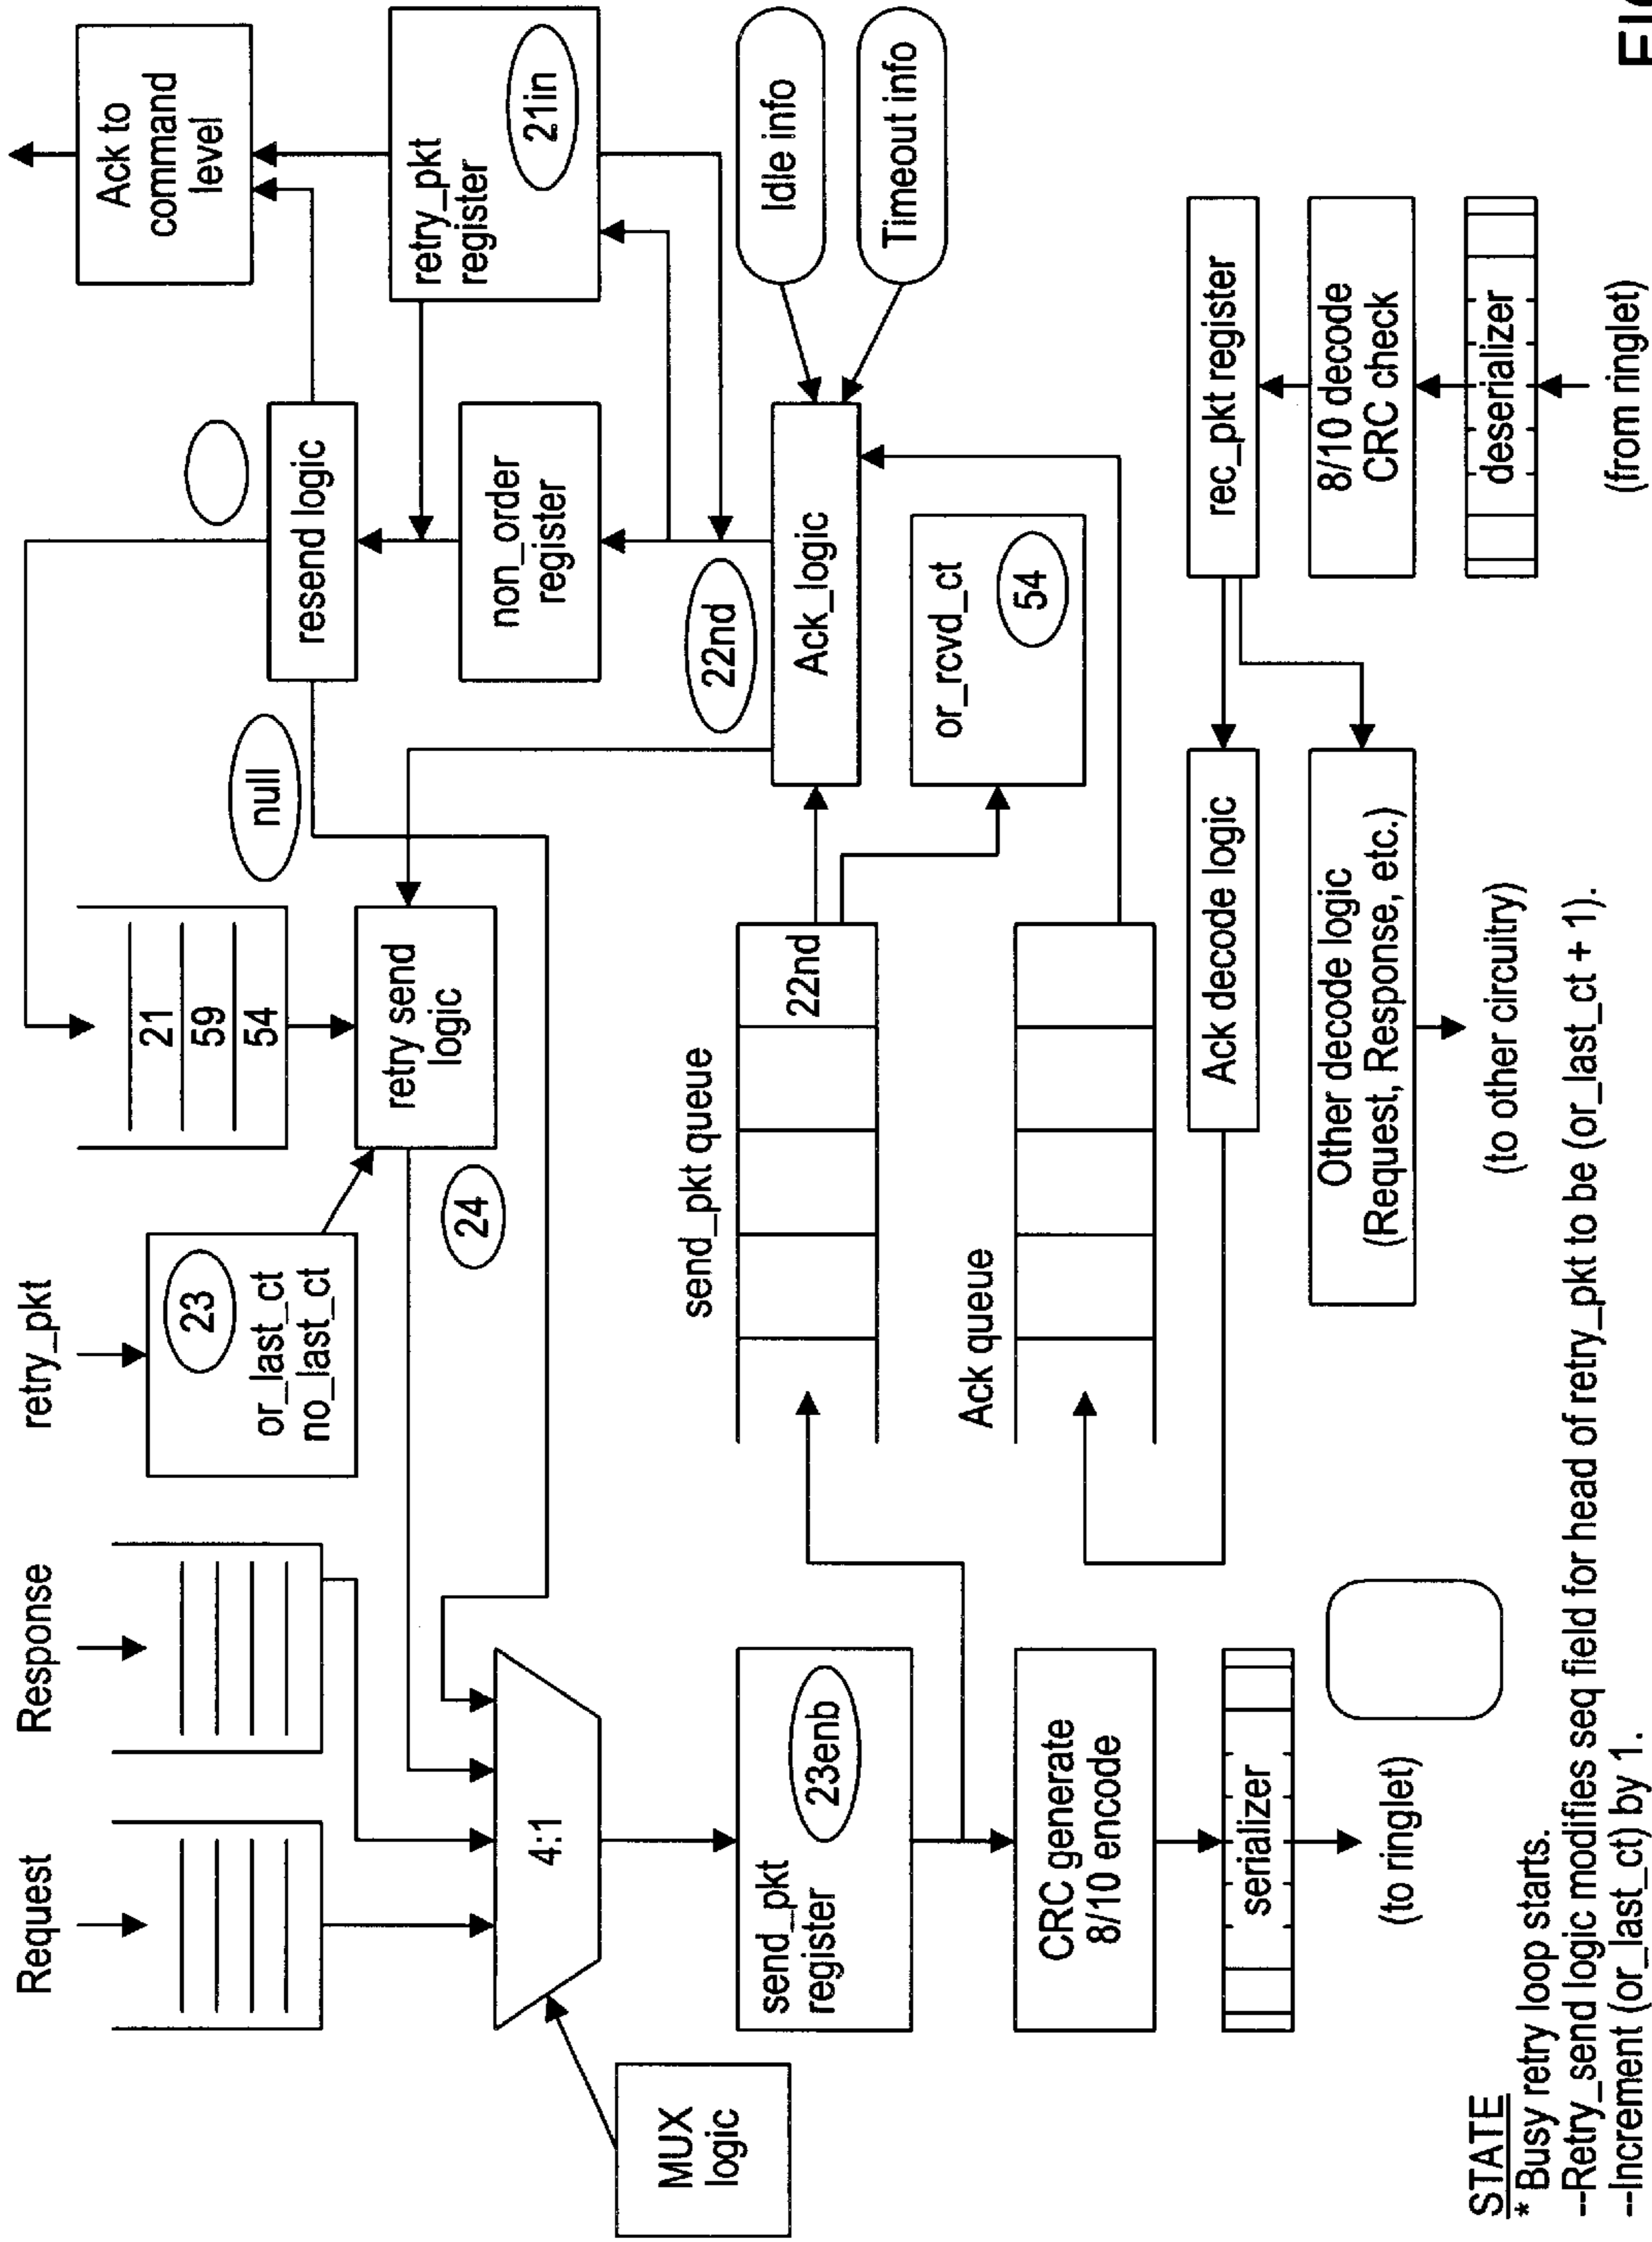 Request
Response
retry_pkt
23
or_last_ct
no_last_ct
21
59
54
retry send
logic
24
null
resend logic
Ack to
command
level
retry_pkt
register
21in
non_order
register
22nd
Ack_logic
Idle info
Timeout info
or_rcvd_ct
54
MUX
logic
4:1
send_pkt
register
23enb
CRC generate
8/10 encode
serializer
(to ringlet)
send_pkt queue
22nd
Ack queue
Ack decode logic
Other decode logic
(Request, Response, etc.)
(to other circuitry)
rec_pkt register
8/10 decode
CRC check
deserializer
(from ringlet)
STATE
* Busy retry loop starts.
--Retry_send logic modifies seq field for head of retry_pkt to be (or_last_ct + 1).
--Increment (or_last_ct) by 1.